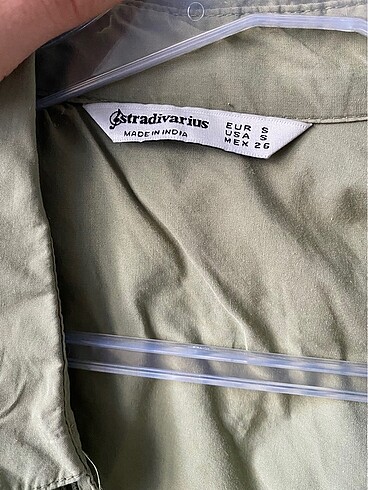 stradivarius
MADE IN INDIA
EUR S
USA S
MEX 26